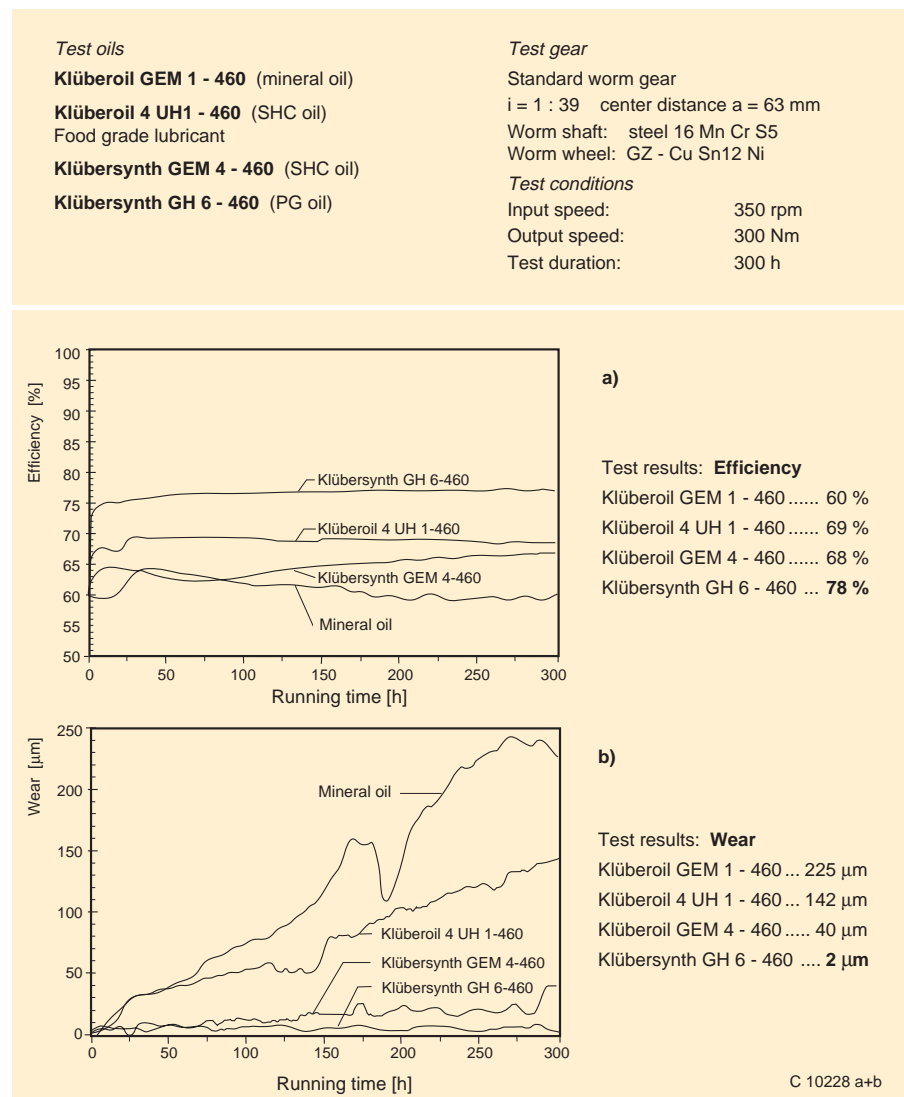 Test oils
Klüberoil GEM 1 - 460 (mineral oil)
Klüberoil 4 UH1 - 460 (SHC oil)
Food grade lubricant
Klübersynth GEM 4 - 460 (SHC oil)
Klübersynth GH 6 - 460 (PG oil)
Test gear
Standard worm gear
i = 1 : 39 center distance a = 63 mm
Worm shaft: steel 16 Mn Cr S5
Worm wheel: GZ - Cu Sn12 Ni
Test conditions
Input speed: 350 rpm
Output speed: 300 Nm
Test duration: 300 h
Efficiency [%]
100
95
90
85
80
75
70
65
60
55
50
Klübersynth GH 6-460
Klüberoil 4 UH 1-460
Klübersynth GEM 4-460
Mineral oil
0 50 100 150 200 250 300
Running time [h]
a)
Test results: Efficiency
Klüberoil GEM 1 - 460 ...... 60 %
Klüberoil 4 UH 1 - 460 ...... 69 %
Klüberoil GEM 4 - 460 ...... 68 %
Klübersynth GH 6 - 460 ... 78 %
Wear [µm]
250
200
150
100
50
0
Mineral oil
Klüberoil 4 UH 1-460
Klübersynth GEM 4-460
Klübersynth GH 6-460
0 50 100 150 200 250 300
Running time [h]
b)
Test results: Wear
Klüberoil GEM 1 - 460 ... 225 µm
Klüberoil 4 UH 1 - 460 ... 142 µm
Klüberoil GEM 4 - 460 ..... 40 µm
Klübersynth GH 6 - 460 .... 2 µm
C 10228 a+b